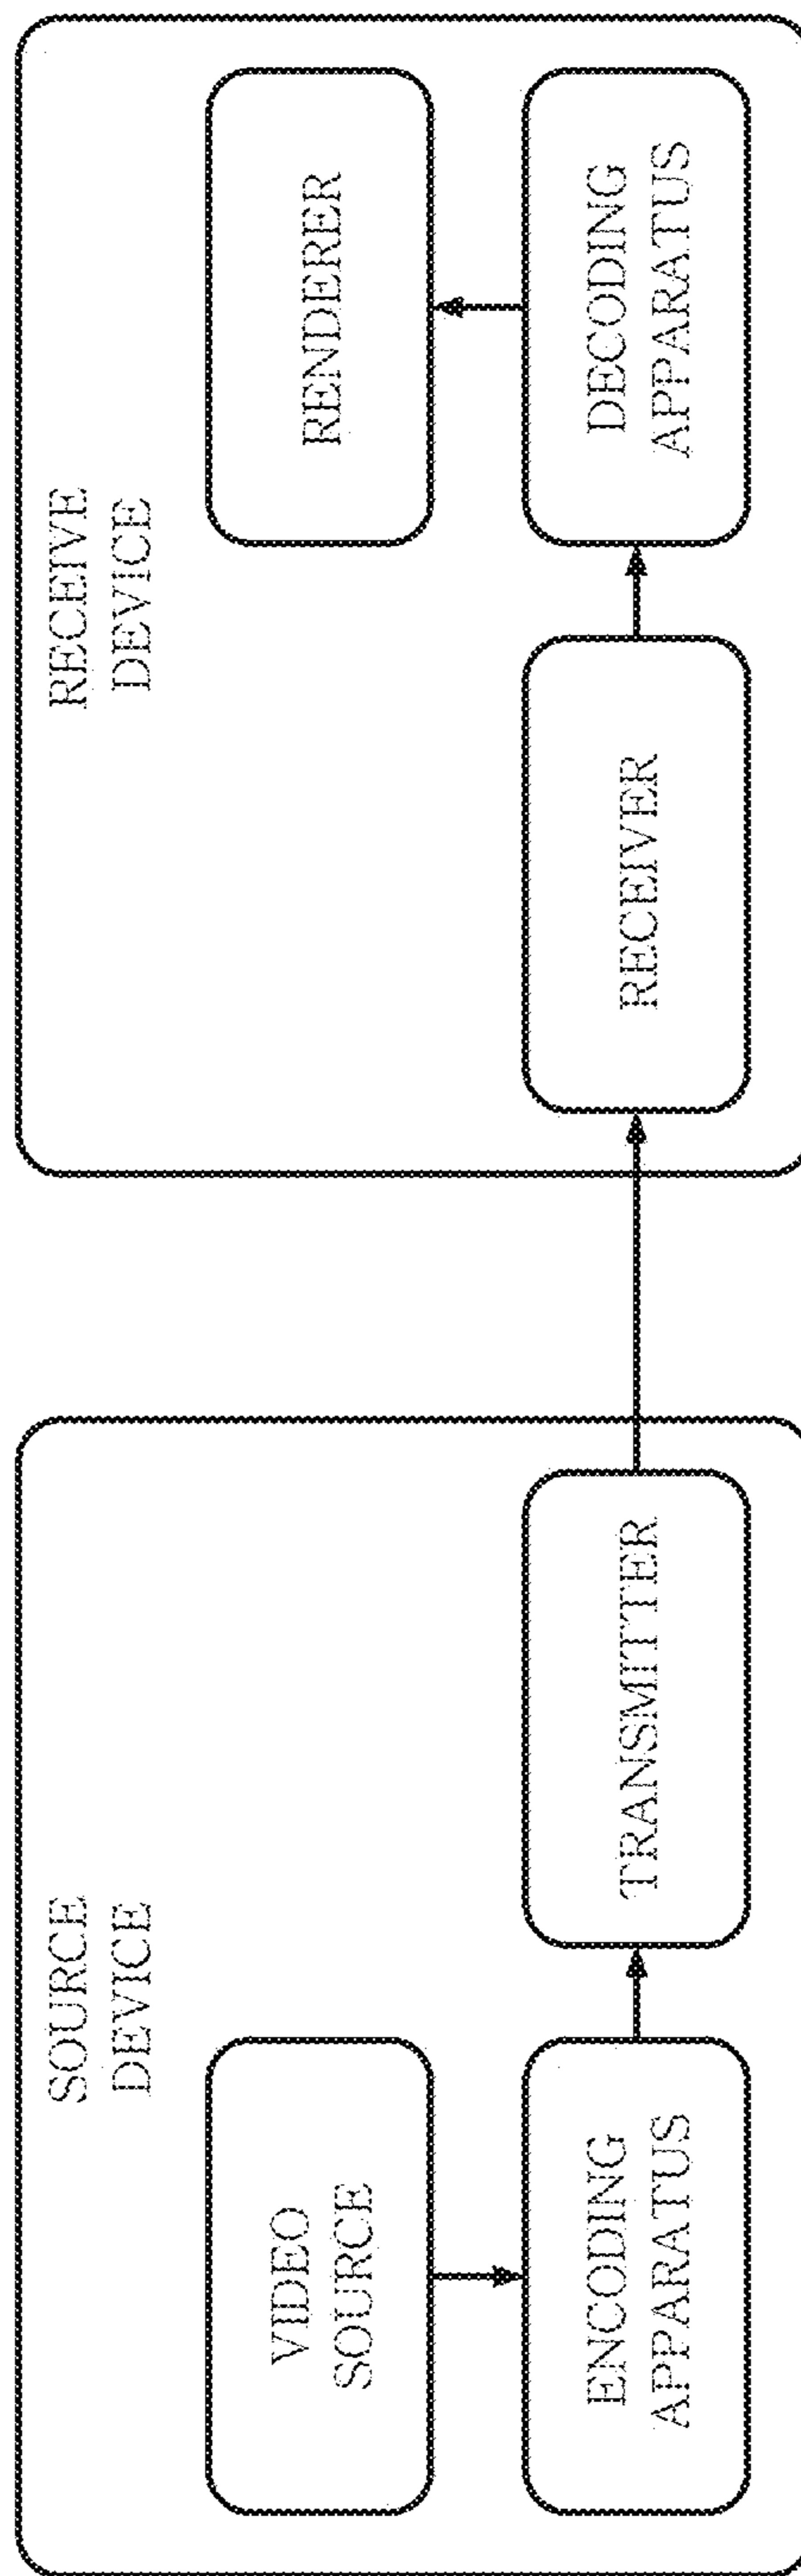 SOURCE
DEVICE
VIDEO
SOURCE
ENCODING
APPARATUS
TRANSMITTER
RECEIVE
DEVICE
RECEIVER
RENDERER
DECODING
APPARATUS